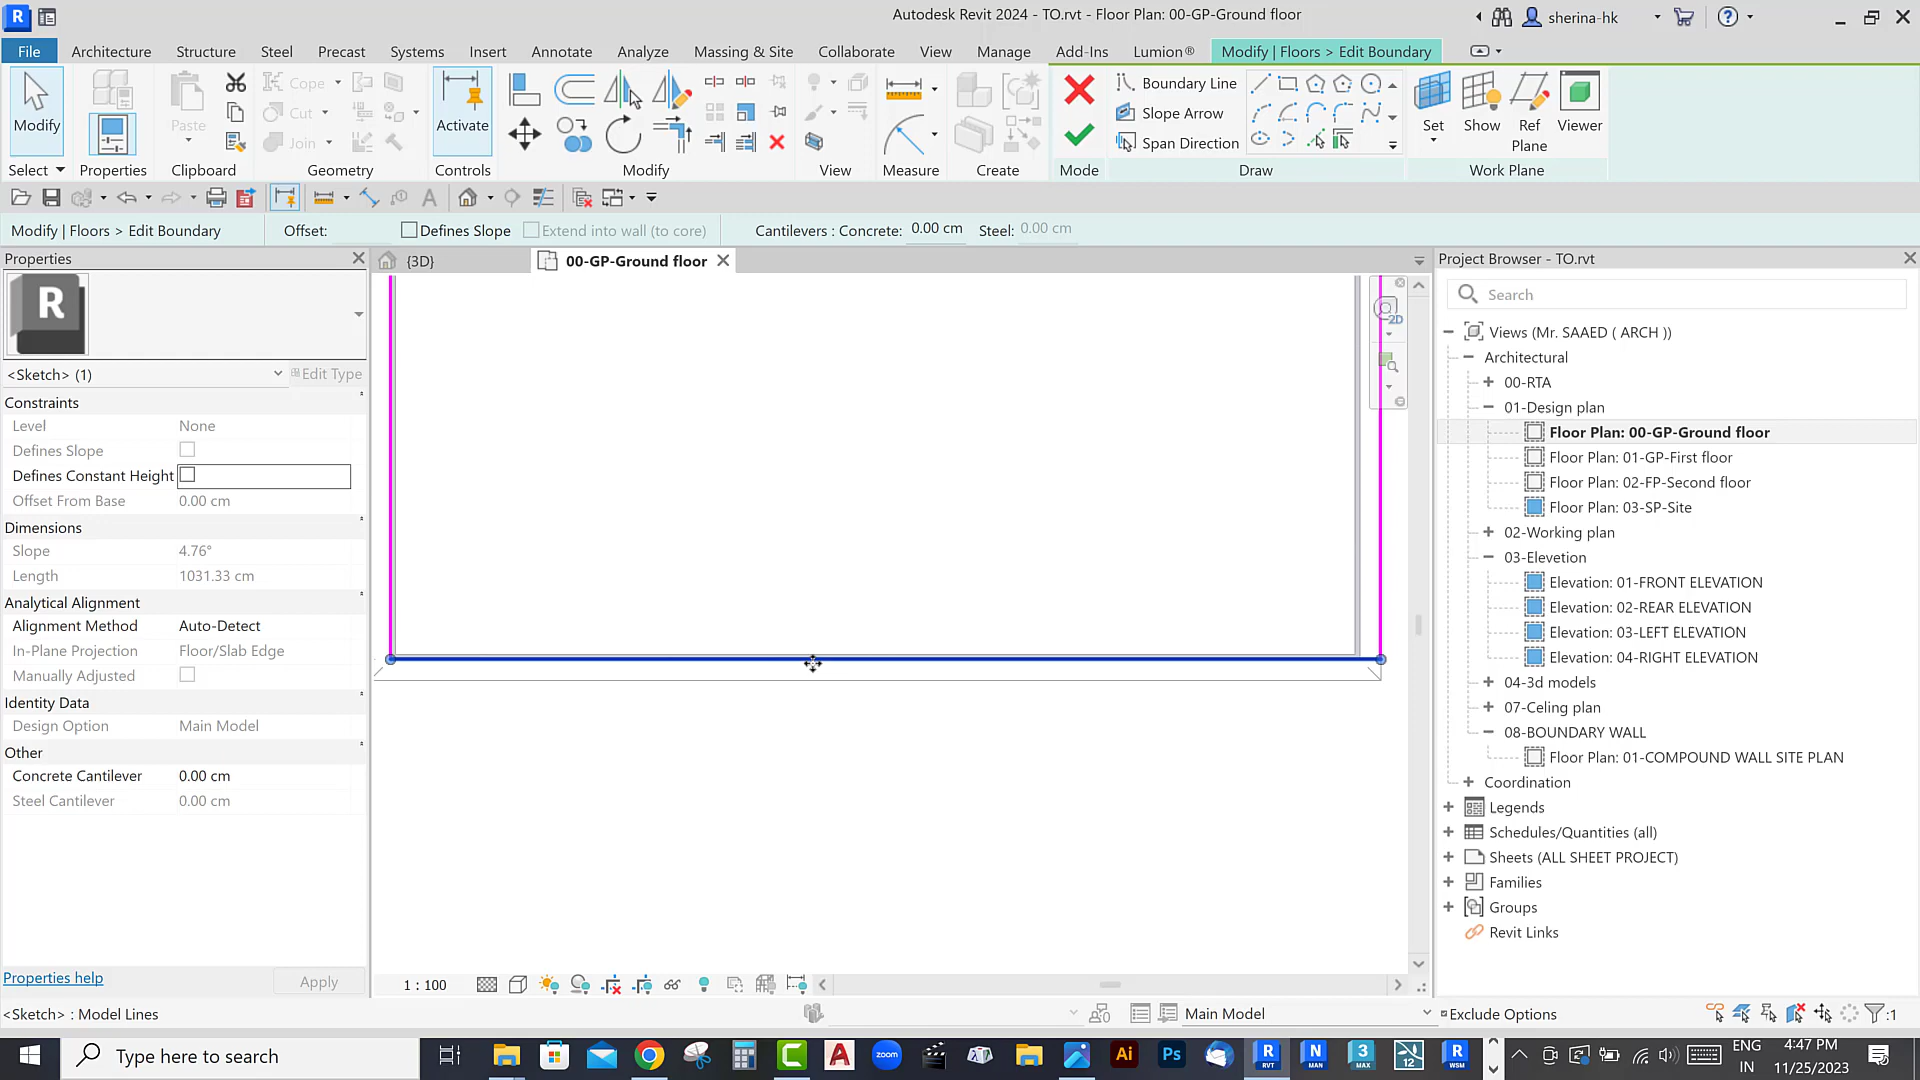 Autodesk Revit 2024 - TO.rvt - Floor Plan: 00-GP-Ground floor
sherina-hk
File Architecture Structure Steel Precast Systems Insert Annotate Analyze Massing & Site Collaborate View Manage Add-Ins Lumion® Modify | Floors > Edit Boundary
Cope Boundary Line
Paste Cut Slope Arrow
Modify Activate Set Show Ref Plane Viewer
Join Span Direction
Select Properties Clipboard Geometry Controls Modify View Measure Create Mode Draw Work Plane
Modify | Floors > Edit Boundary Offset: Defines Slope Extend into wall (to core) Cantilevers : Concrete: 0.00 cm Steel: 0.00 cm
Properties
R
<Sketch> (1) Edit Type
Constraints
Level None
Defines Slope
Defines Constant Height
Offset From Base 0.00 cm
Dimensions
Slope 4.76°
Length 1031.33 cm
Analytical Alignment
Alignment Method Auto-Detect
In-Plane Projection Floor/Slab Edge
Manually Adjusted
Identity Data
Design Option Main Model
Other
Concrete Cantilever 0.00 cm
Steel Cantilever 0.00 cm
Properties help Apply
{3D} 00-GP-Ground floor
2D
1 : 100
Project Browser - TO.rvt
Search
Views (Mr. SAAED ( ARCH ))
Architectural
00-RTA
01-Design plan
Floor Plan: 00-GP-Ground floor
Floor Plan: 01-GP-First floor
Floor Plan: 02-FP-Second floor
Floor Plan: 03-SP-Site
02-Working plan
03-Elevetion
Elevation: 01-FRONT ELEVATION
Elevation: 02-REAR ELEVATION
Elevation: 03-LEFT ELEVATION
Elevation: 04-RIGHT ELEVATION
04-3d models
07-Celing plan
08-BOUNDARY WALL
Floor Plan: 01-COMPOUND WALL SITE PLAN
Coordination
Legends
Schedules/Quantities (all)
Sheets (ALL SHEET PROJECT)
Families
Groups
Revit Links
<Sketch> : Model Lines Main Model Exclude Options :1
Type here to search
zoom
Ai
Ps
ENG
IN
4:47 PM
11/25/2023